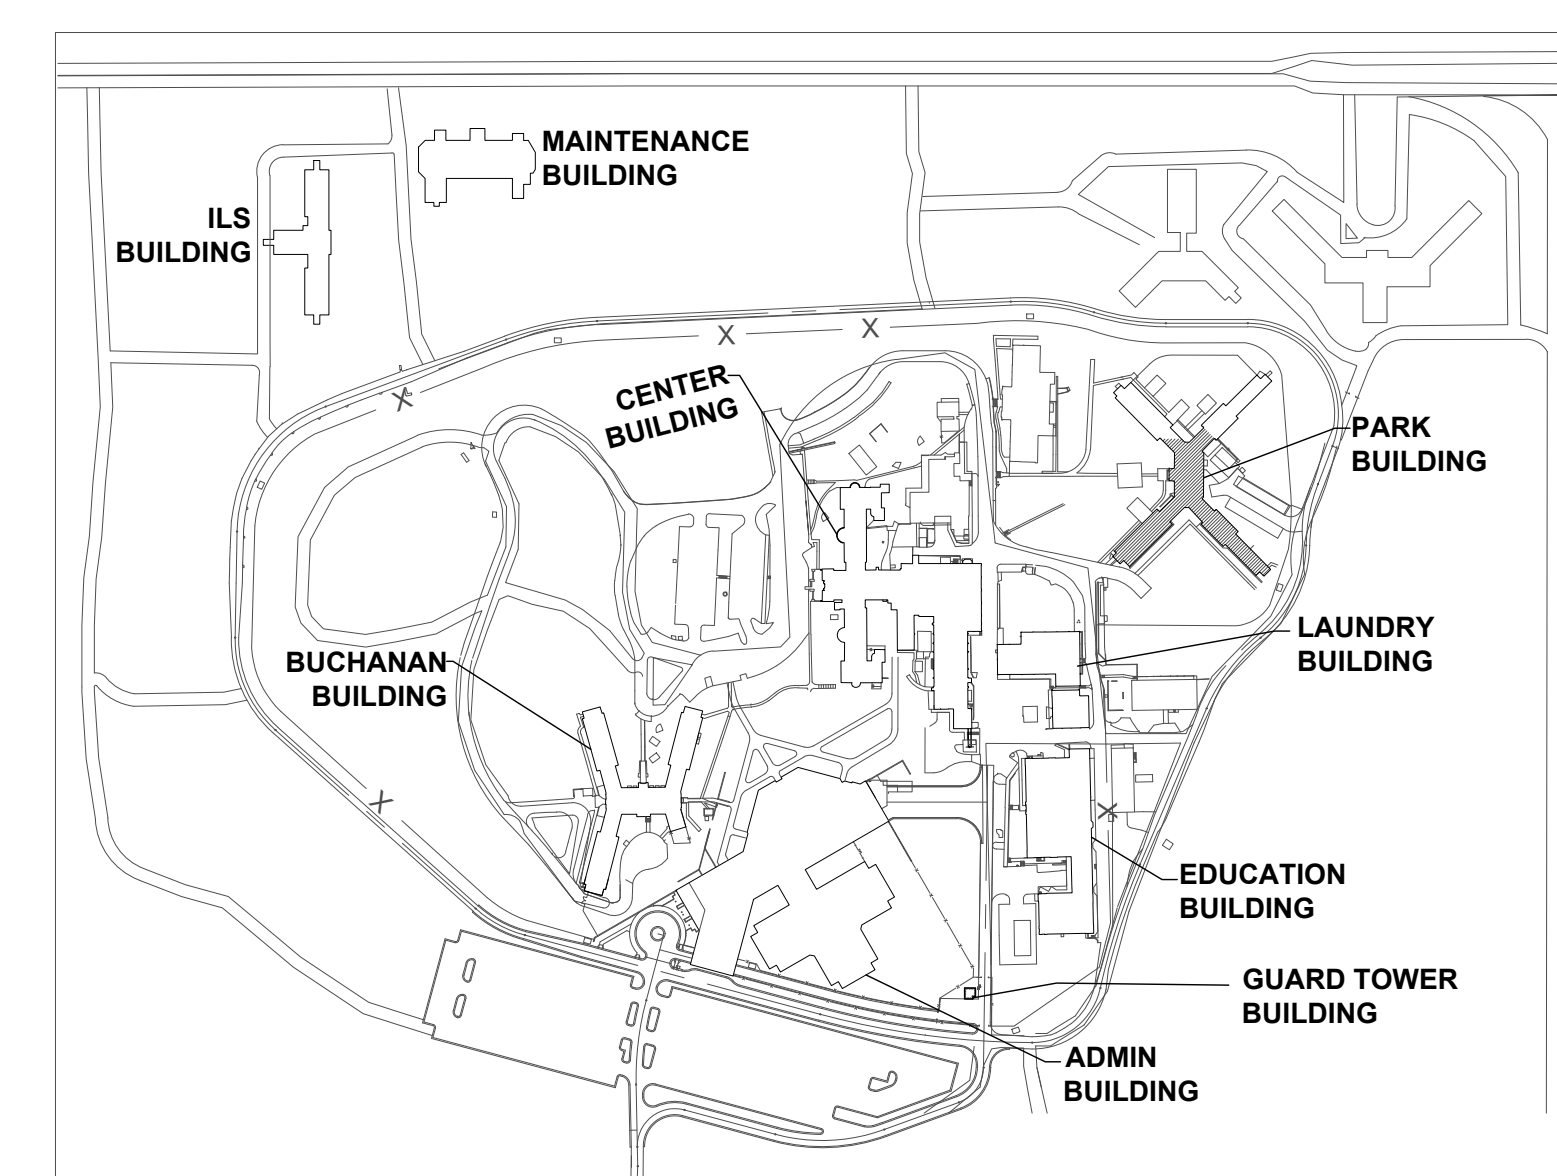 MAINTENANCE
BUILDING
ILS
BUILDING
X
X
X
CENTER
BUILDING
PARK
BUILDING
LAUNDRY
BUILDING
BUCHANAN
BUILDING
X
X
EDUCATION
BUILDING
GUARD TOWER
BUILDING
ADMIN
BUILDING